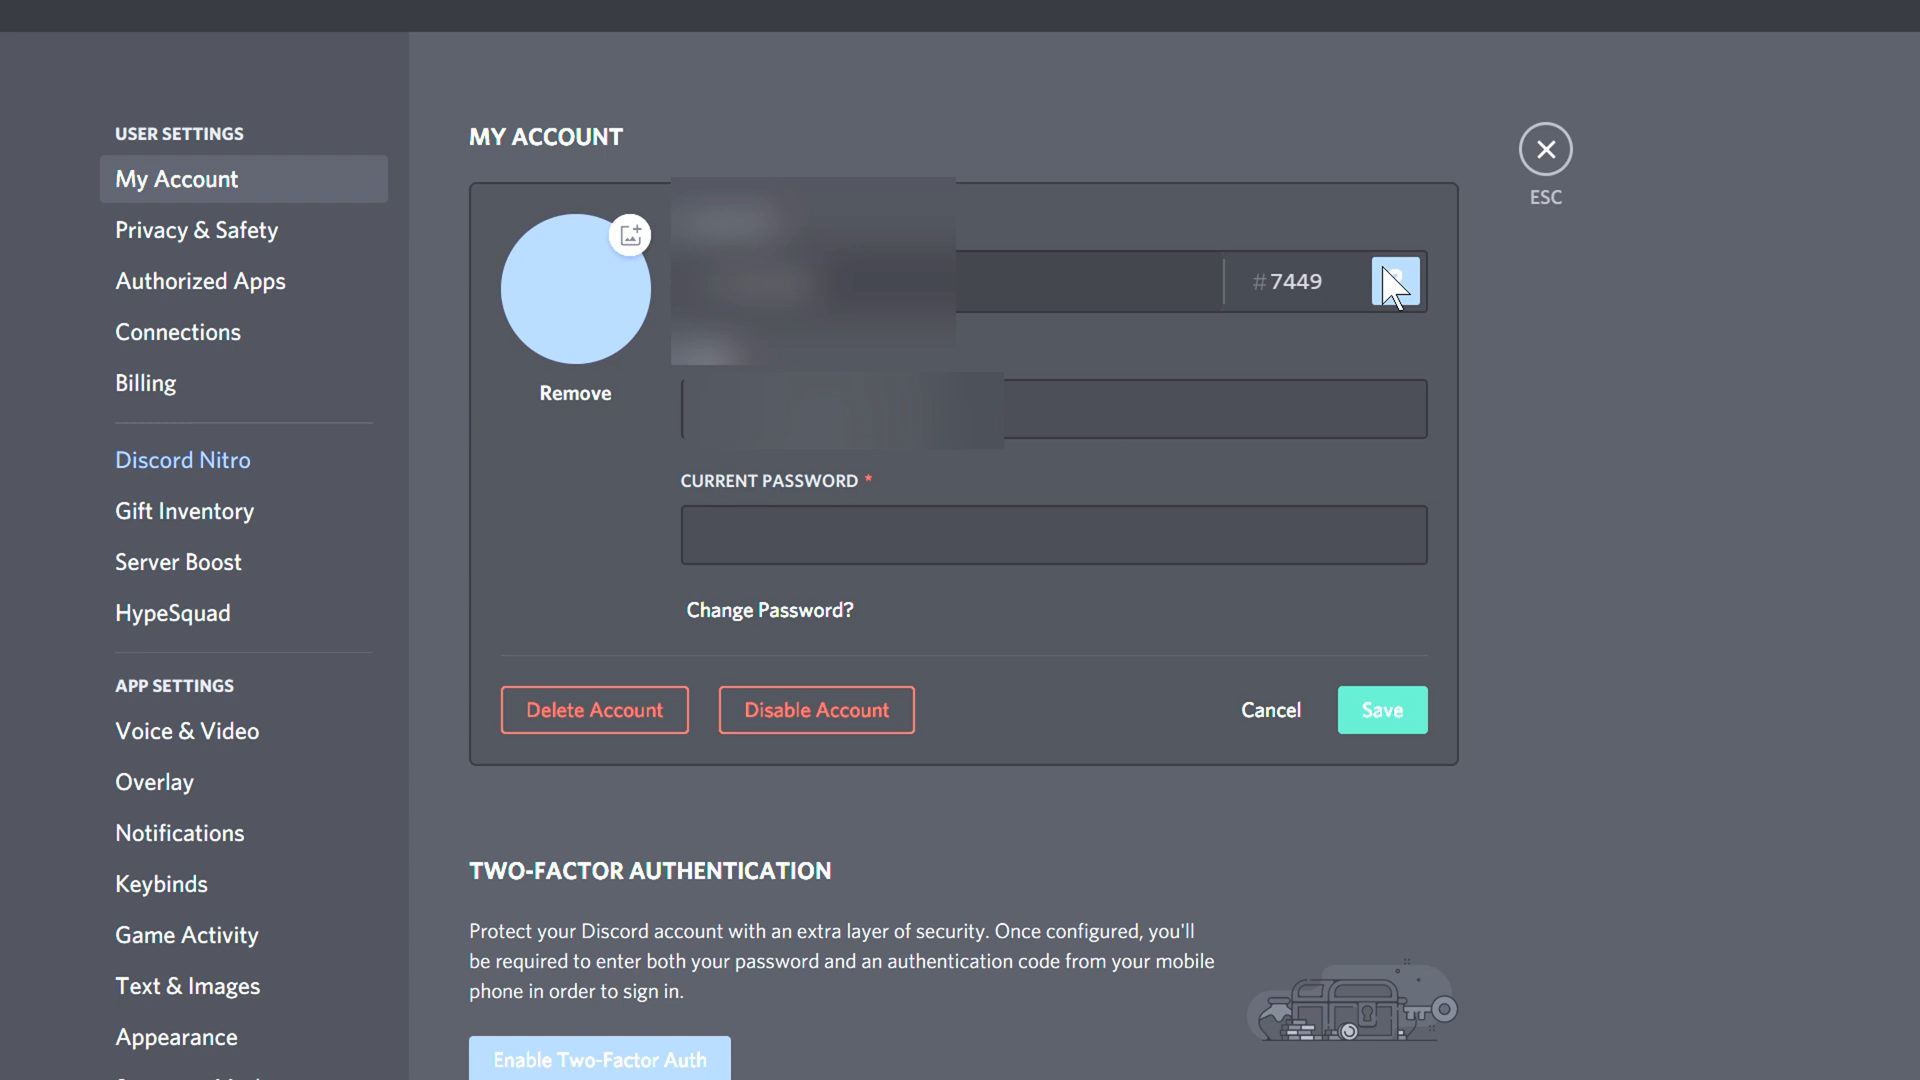 USER SETTINGS
My Account
Privacy & Safety
Authorized Apps
Connections
Billing
Discord Nitro
Gift Inventory
Server Boost
HypeSquad
APP SETTINGS
Voice & Video
Overlay
Notifications
Keybinds
Game Activity
Text & Images
Appearance
MY ACCOUNT
#7449
Remove
CURRENT PASSWORD *
Change Password?
Delete Account
Disable Account
Cancel
Save
ESC
TWO-FACTOR AUTHENTICATION
Protect your Discord account with an extra layer of security. Once configured, you'll
be required to enter both your password and an authentication code from your mobile
phone in order to sign in.
Enable Two-Factor Auth